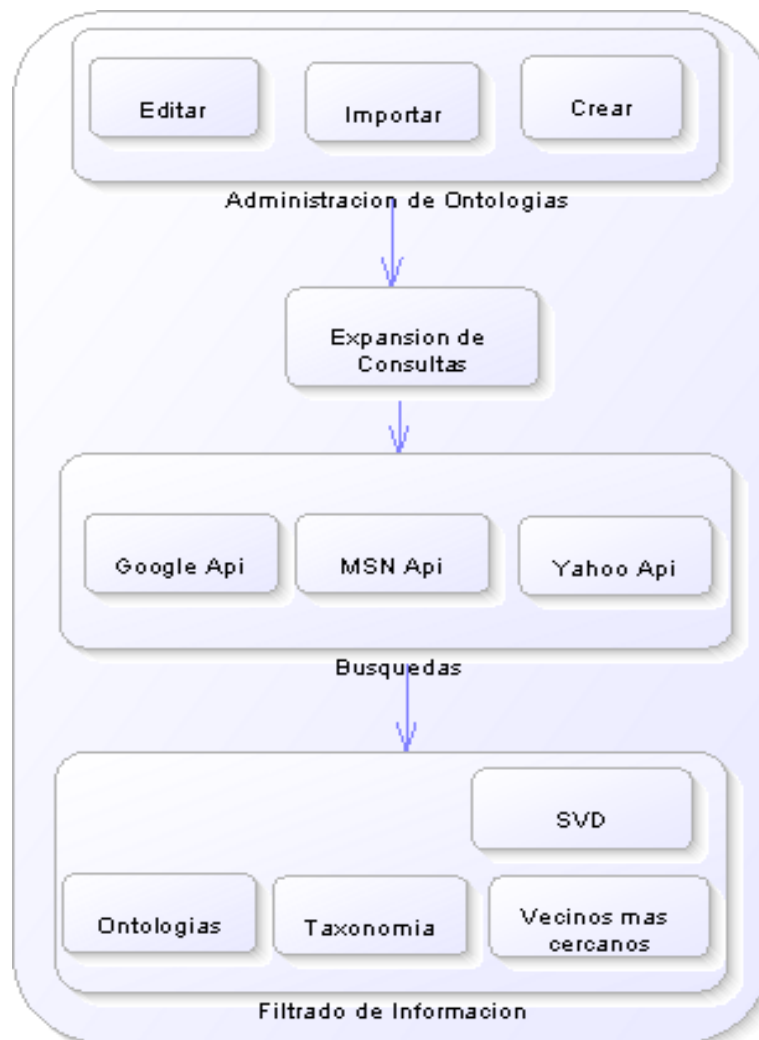 Editar
Importar
Crear
Administracion de Ontologias
Expansion de
Consultas
Google Api
MSN Api
Yahoo Api
Busquedas
SVD
Ontologias
Taxonomia
Vecinos mas
cercanos
Filtrado de Informacion